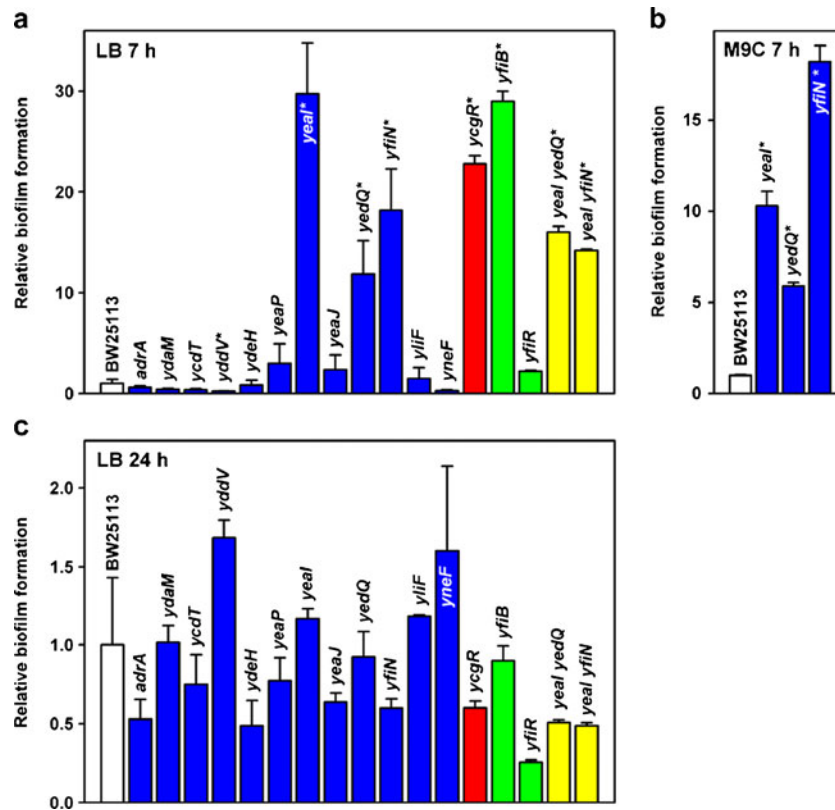 a
LB 7 h
Relative biofilm formation
30
20
10
0
BW25113
adrA
ydaM
ycdT
yddV*
ydeH
yeaP
yeaI*
yeaJ
yedQ*
yfiN*
yliF
yneF
ycgR*
yfiB*
yfiR
yeaI yedQ*
yeaI yfiN*
b
M9C 7 h
Relative biofilm formation
15
10
5
0
BW25113
yeaI*
yedQ*
yfiN *
c
LB 24 h
Relative biofilm formation
2.0
1.5
1.0
0.5
0.0
BW25113
adrA
ydaM
ycdT
yddV
ydeH
yeaP
yeaI
yeaJ
yedQ
yfiN
yliF
yneF
ycgR
yfiB
yfiR
yeaI yedQ
yeaI yfiN